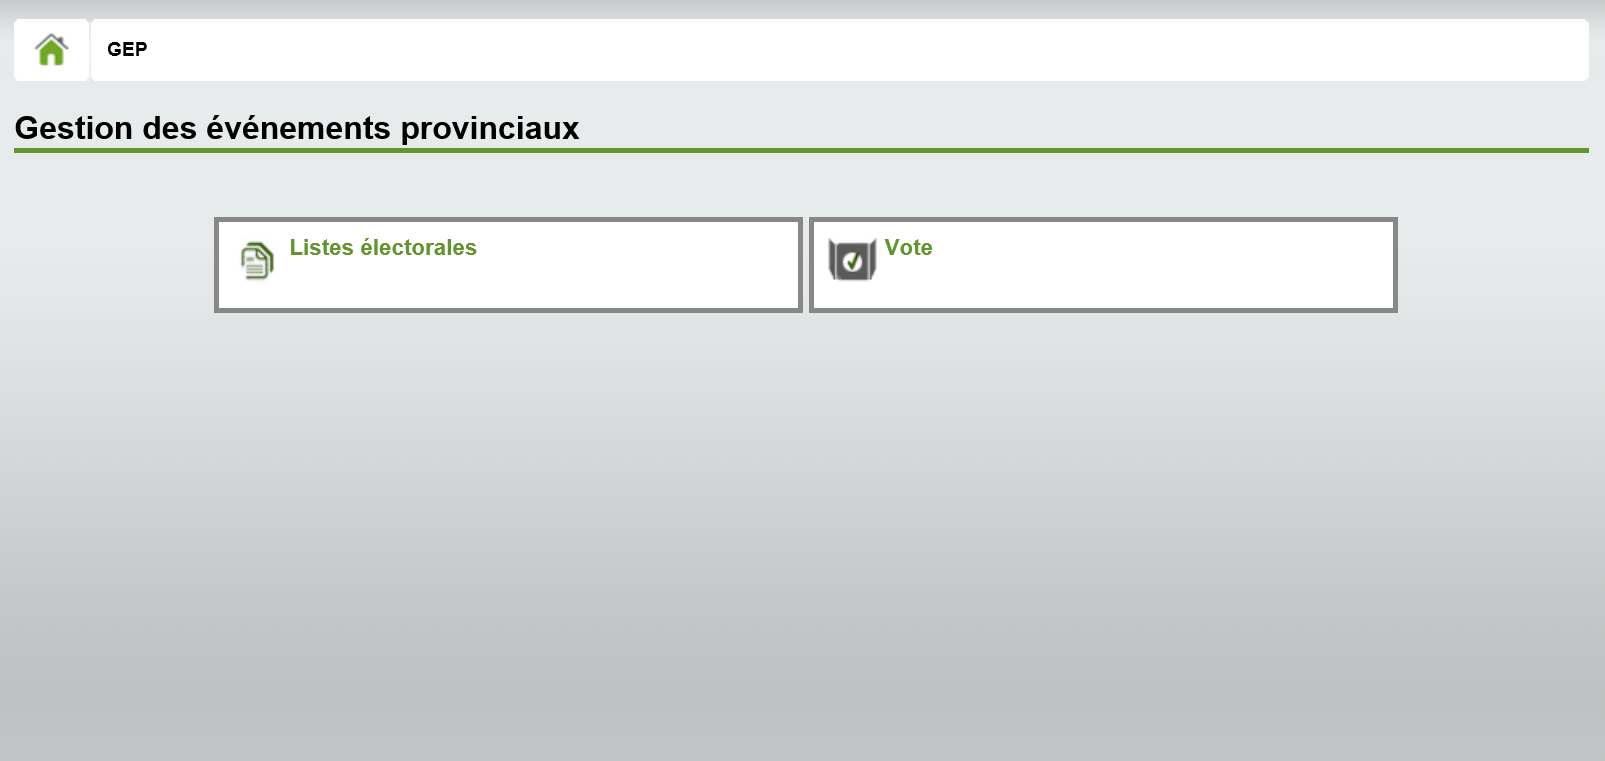 GEP
Gestion des événements provinciaux
Listes électorales
Vote